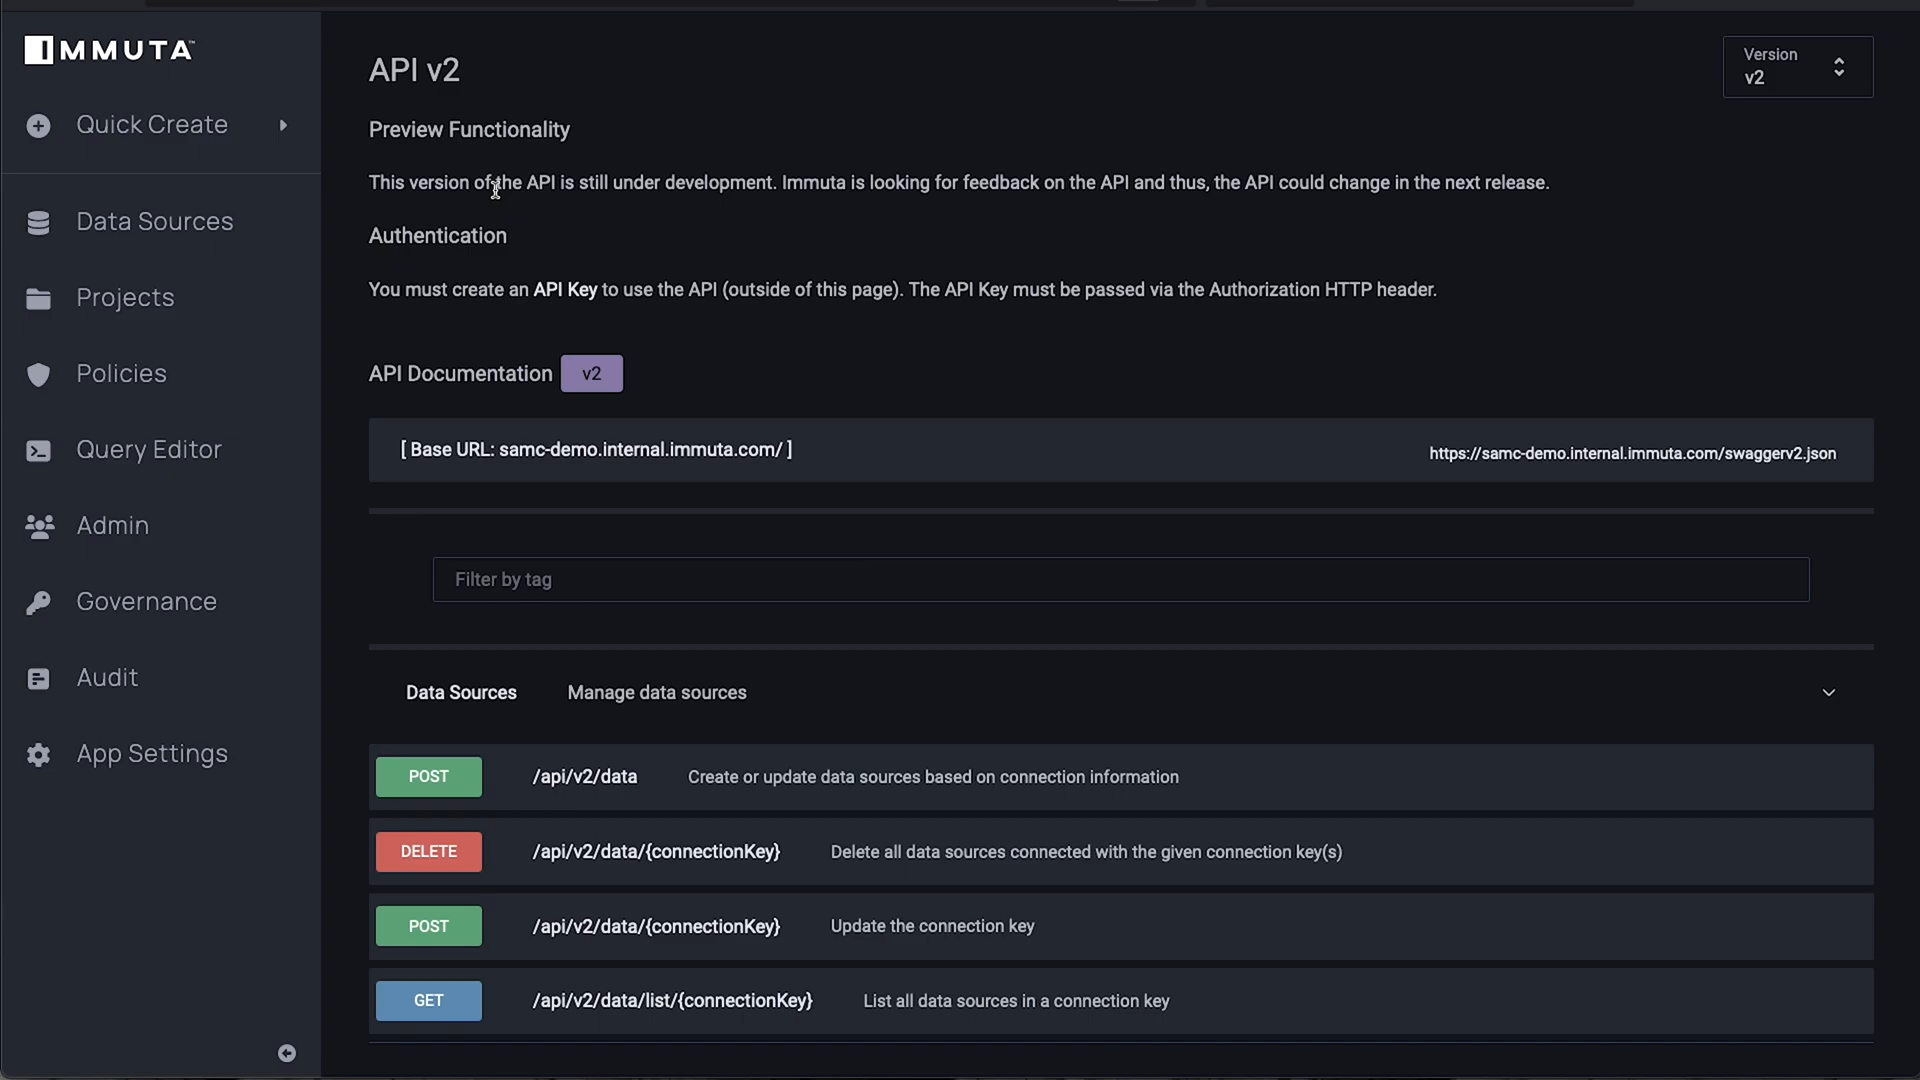 IMMUTA
Quick Create
Data Sources
Projects
Policies
Query Editor
Admin
Governance
Audit
App Settings
API v2
Version
v2
Preview Functionality
This version of the API is still under development. Immuta is looking for feedback on the API and thus, the API could change in the next release.
Authentication
You must create an API Key to use the API (outside of this page). The API Key must be passed via the Authorization HTTP header.
API Documentation v2
[ Base URL: samc-demo.internal.immuta.com/ ]
https://samc-demo.internal.immuta.com/swaggerv2.json
Filter by tag
Data Sources Manage data sources
POST /api/v2/data Create or update data sources based on connection information
DELETE /api/v2/data/{connectionKey} Delete all data sources connected with the given connection key(s)
POST /api/v2/data/{connectionKey} Update the connection key
GET /api/v2/data/list/{connectionKey} List all data sources in a connection key